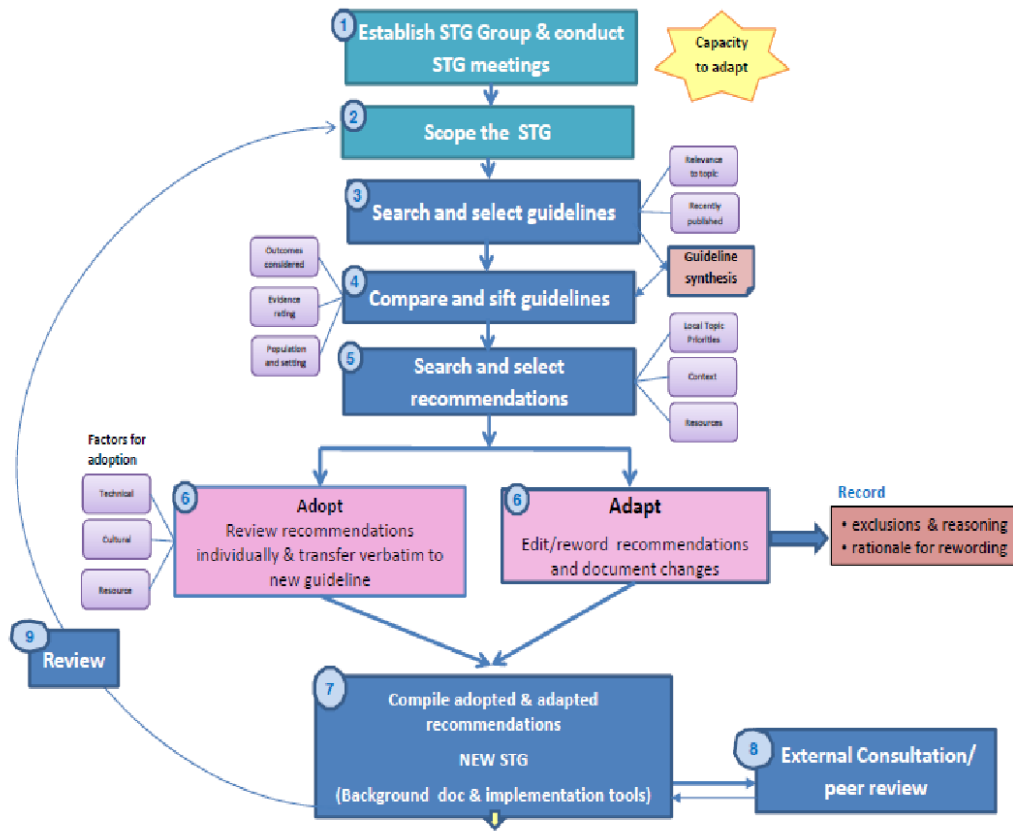 1
Establish STG Group & conduct
STG meetings
Capacity
to adapt
2
Scope the STG
3
Search and select guidelines
Relevance
to topic
Recently
published
Guideline
synthesis
4
Compare and sift guidelines
Outcomes
considered
Evidence
rating
Population
and setting
5
Search and select
recommendations
Local Topic
Priorities
Context
Resources
Factors for
adoption
Technical
Cultural
Resource
6
Adopt
Review recommendations
individually & transfer verbatim to
new guideline
6
Adapt
Edit/reword recommendations
and document changes
Record
• exclusions & reasoning
• rationale for rewording
9
Review
7
Compile adopted & adapted
recommendations
NEW STG
(Background doc & implementation tools)
8
External Consultation/
peer review